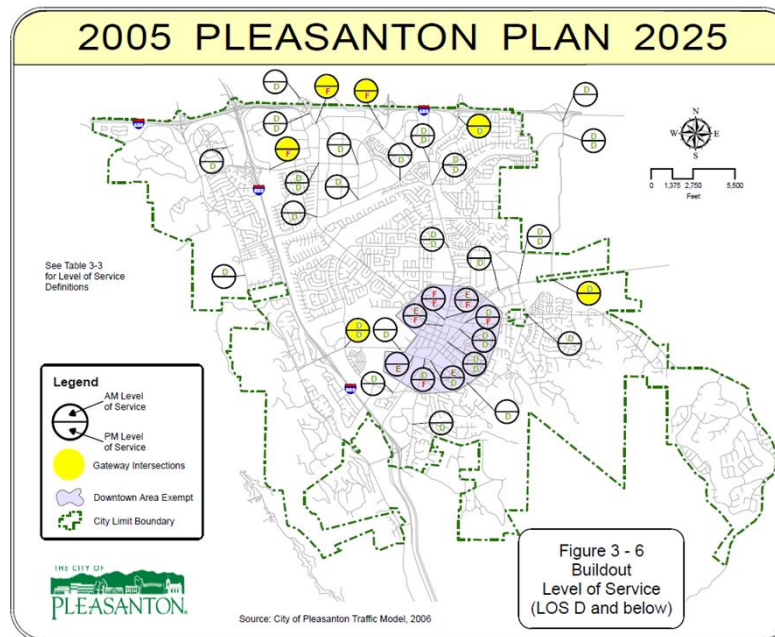 2005 PLEASANTON PLAN 2025
D
F
F
D
D
D
D
D
F
D
D
D
D
D
D
D
D
D
D
D
D
D
D
N
W E
S
0 1,375 2,750 5,500
Feet
See Table 3-3
for Level of Service
Definitions
D
D
D
D
D
D
D
D
F
F
E
F
E
F
D
F
D
D
D
D
D
D
D
E
D
F
E
D
D
D
D
D
Legend
AM Level
of Service
PM Level
of Service
Gateway Intersections
Downtown Area Exempt
City Limit Boundary
THE CITY OF
PLEASANTON
Source: City of Pleasanton Traffic Model, 2006
Figure 3 - 6
Buildout
Level of Service
(LOS D and below)